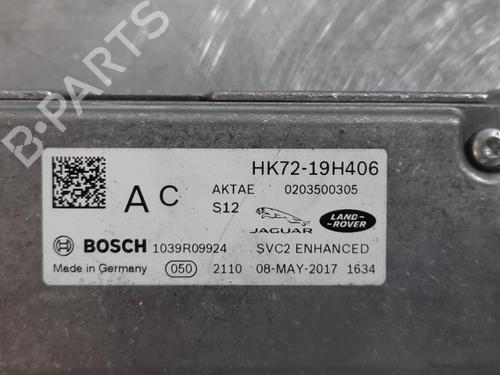 HK72-19H406
A C
AKTAE 0203500305
S12
JAGUAR
LAND-ROVER
BOSCH 1039R09924 SVC2 ENHANCED
Made in Germany 050 2110 08-MAY-2017 1634
B-PARTS